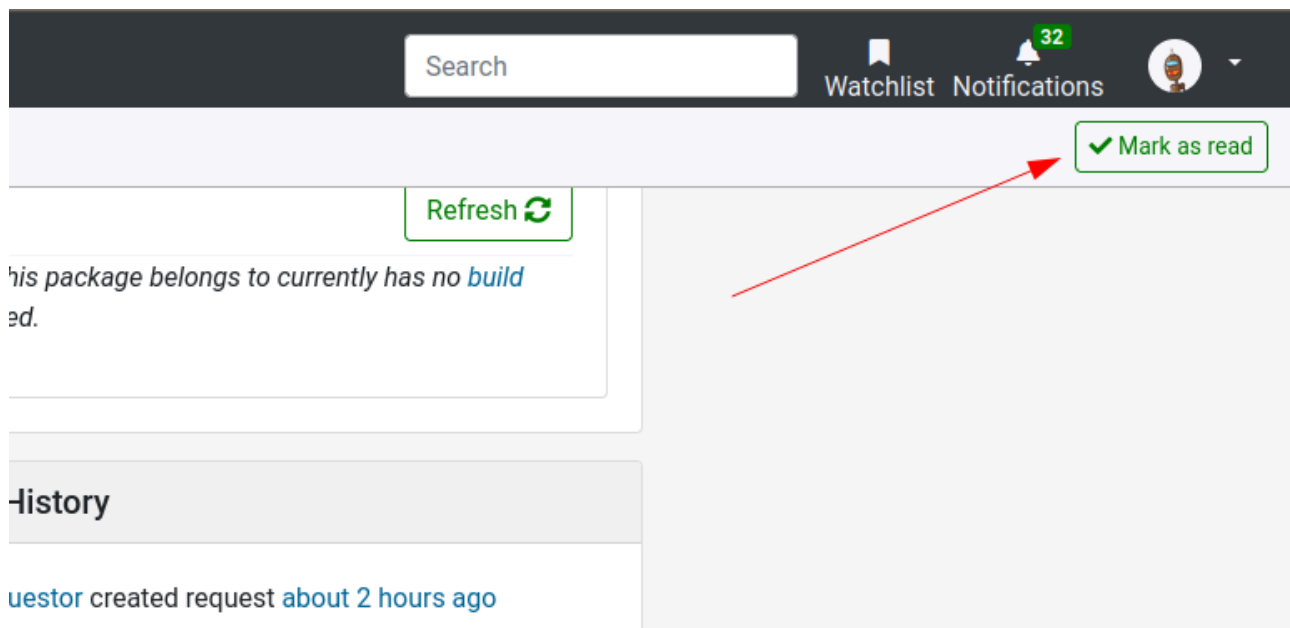 Search
32
Watchlist Notifications
Mark as read
Refresh
his package belongs to currently has no build
ed.
History
uestor created request about 2 hours ago